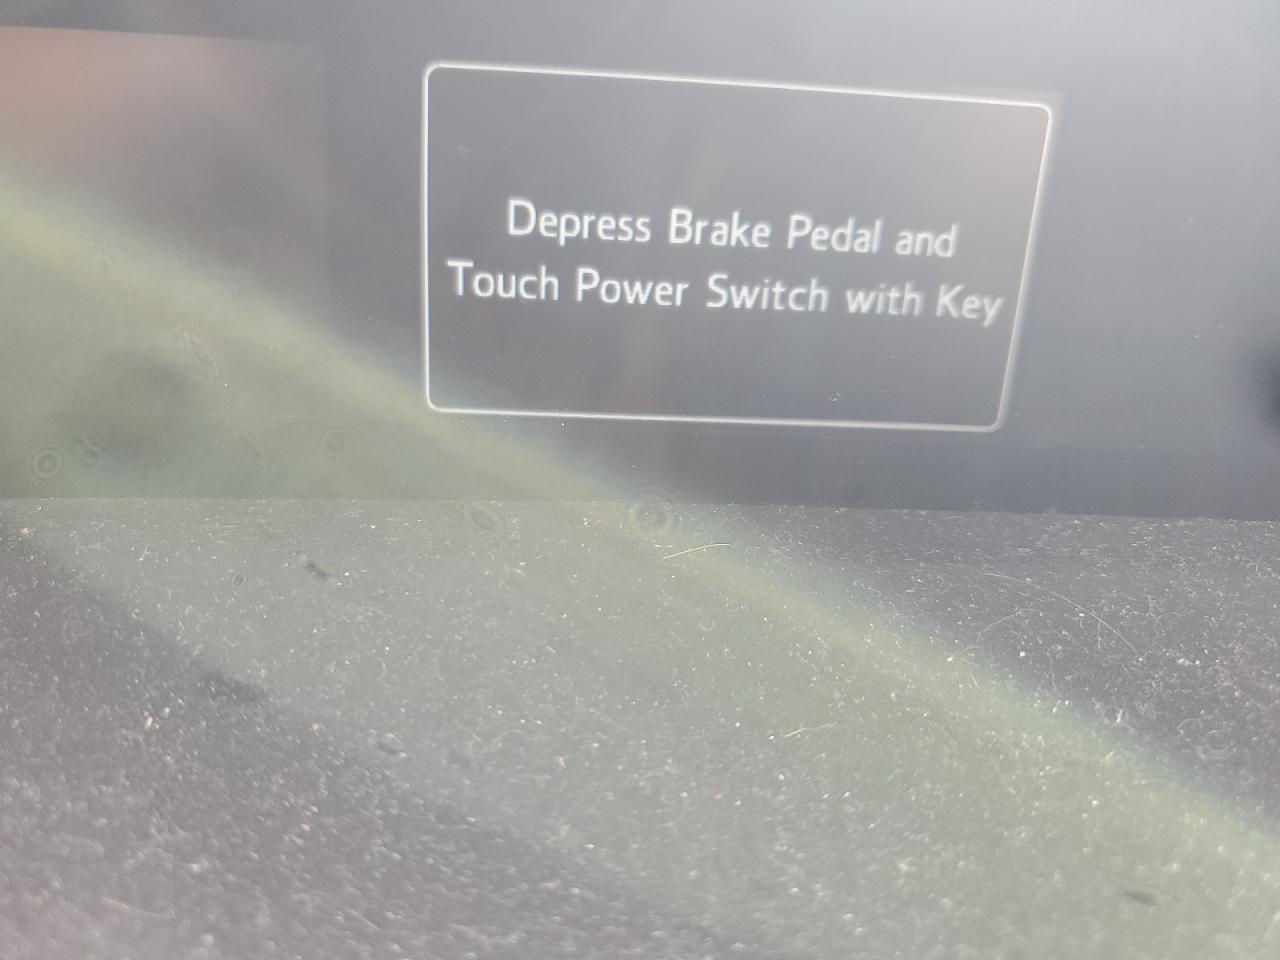 Depress Brake Pedal and
Touch Power Switch with Key